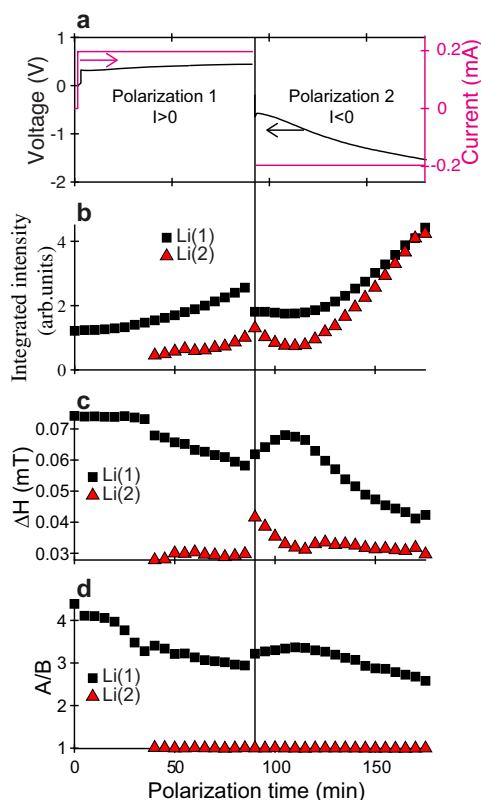 a
Voltage (V)
1
0
-1
-2
Polarization 1
I>0
Polarization 2
I<0
0.2
0
-0.2
Current (mA)
b
Integrated intensity
(arb.units)
4
2
0
Li(1)
Li(2)
c
ΔH (mT)
0.07
0.06
0.05
0.04
0.03
Li(1)
Li(2)
d
A/B
4
3
2
1
Li(1)
Li(2)
0 50 100 150
Polarization time (min)